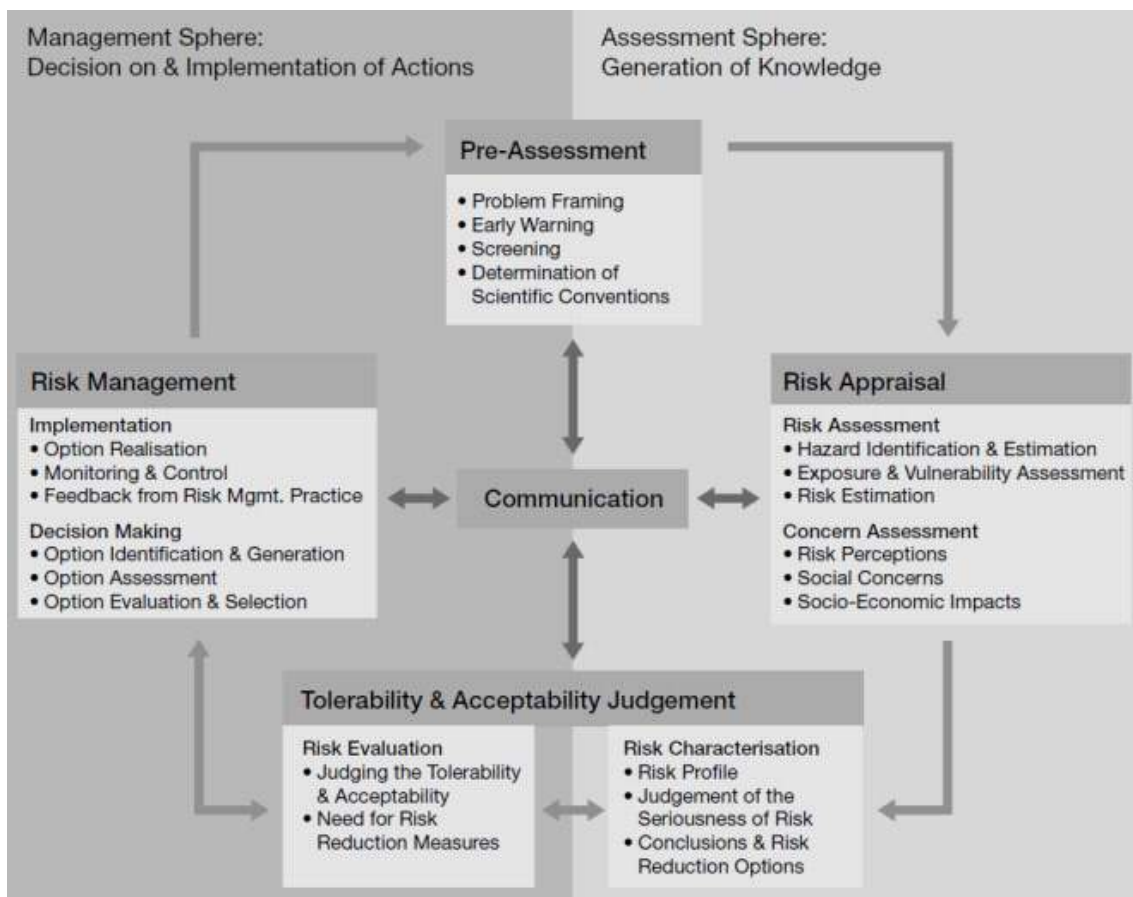 Management Sphere:
Decision on & Implementation of Actions
Assessment Sphere:
Generation of Knowledge
Pre-Assessment
• Problem Framing
• Early Warning
• Screening
• Determination of
Scientific Conventions
Risk Management
Implementation
• Option Realisation
• Monitoring & Control
• Feedback from Risk Mgmt. Practice
Decision Making
• Option Identification & Generation
• Option Assessment
• Option Evaluation & Selection
Communication
Risk Appraisal
Risk Assessment
• Hazard Identification & Estimation
• Exposure & Vulnerability Assessment
• Risk Estimation
Concern Assessment
• Risk Perceptions
• Social Concerns
• Socio-Economic Impacts
Tolerability & Acceptability Judgement
Risk Evaluation
• Judging the Tolerability
& Acceptability
• Need for Risk
Reduction Measures
Risk Characterisation
• Risk Profile
• Judgement of the
Seriousness of Risk
• Conclusions & Risk
Reduction Options